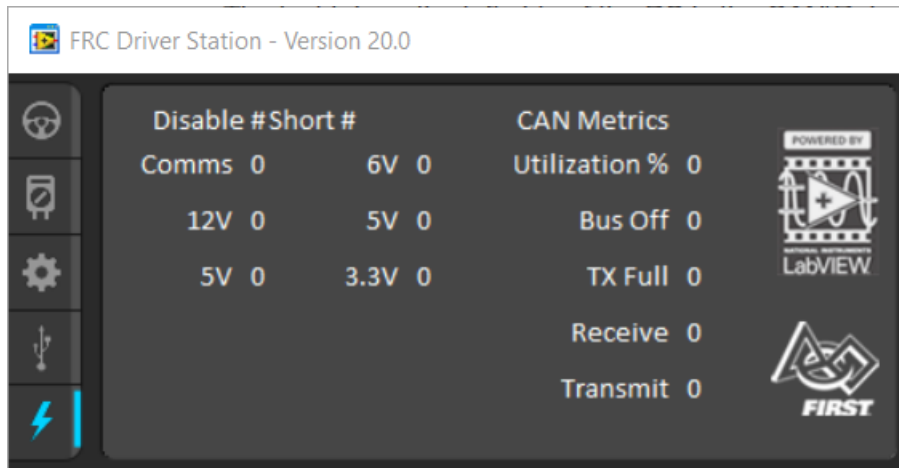 FRC Driver Station - Version 20.0
Disable # Short # CAN Metrics
Comms 0 6V 0 Utilization % 0
12V 0 5V 0 Bus Off 0
5V 0 3.3V 0 TX Full 0
Receive 0
Transmit 0
POWERED BY
NATIONAL INSTRUMENTS
LabVIEW
FIRST